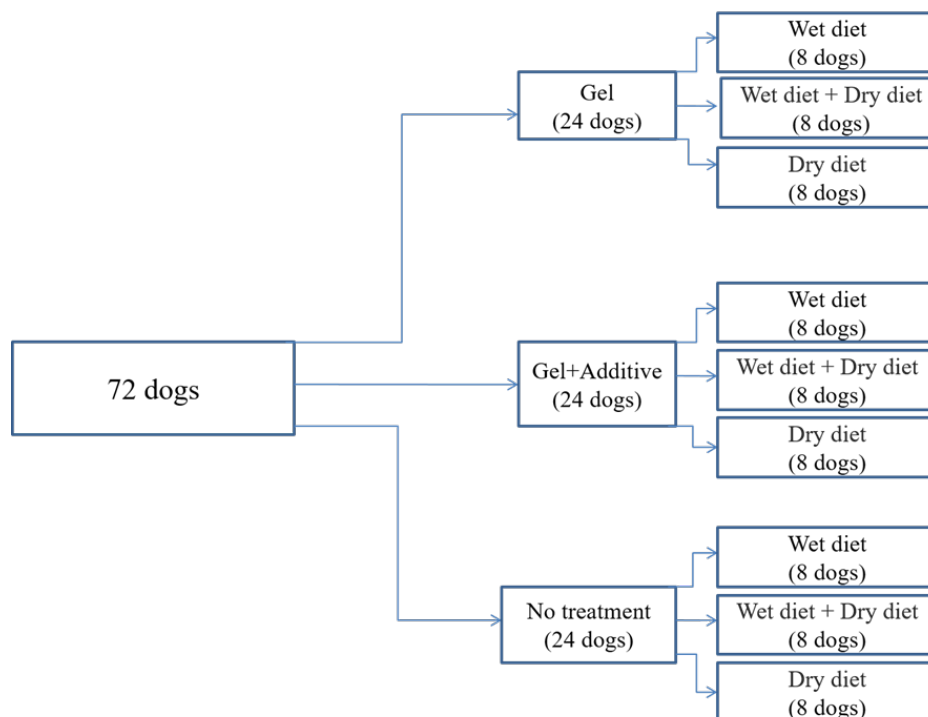 Wet diet
(8 dogs)
Gel
(24 dogs)
Wet diet + Dry diet
(8 dogs)
Dry diet
(8 dogs)
72 dogs
Wet diet
(8 dogs)
Gel+Additive
(24 dogs)
Wet diet + Dry diet
(8 dogs)
Dry diet
(8 dogs)
Wet diet
(8 dogs)
No treatment
(24 dogs)
Wet diet + Dry diet
(8 dogs)
Dry diet
(8 dogs)